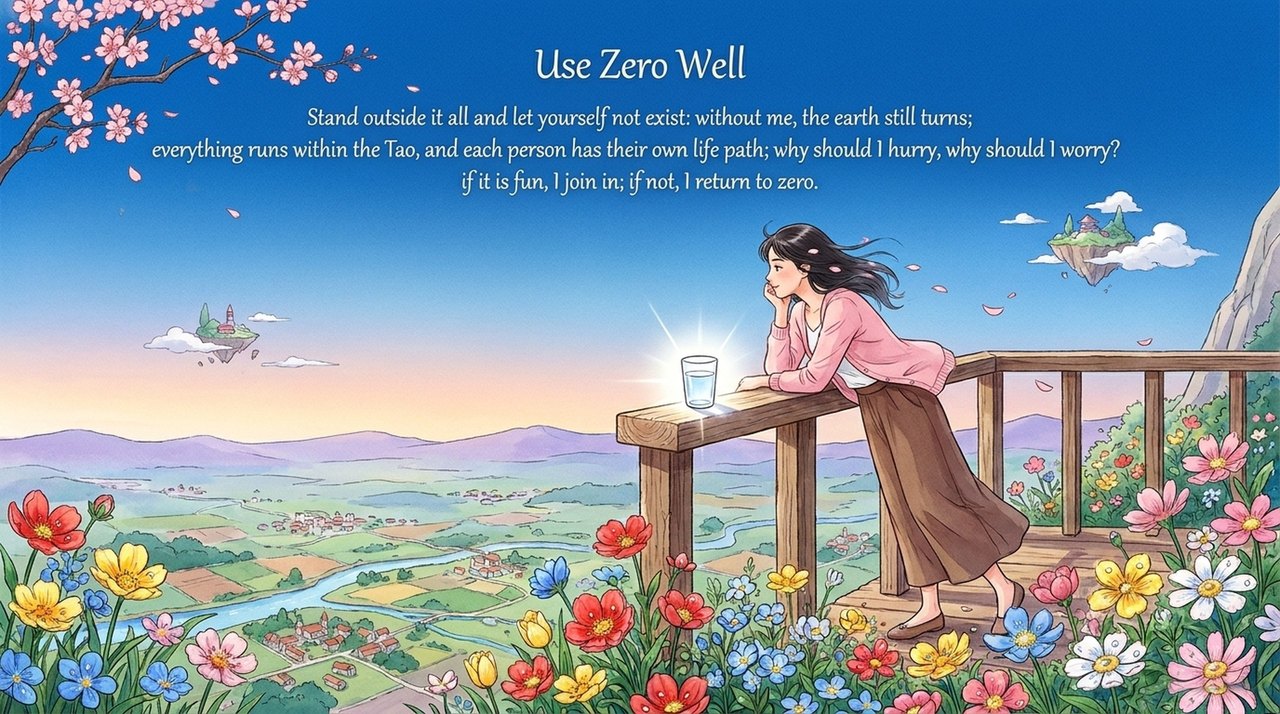 Use Zero Well
Stand outside it all and let yourself not exist: without me, the earth still turns;
everything runs within the Tao, and each person has their own life path; why should I hurry, why should I worry?
if it is fun, I join in; if not, I return to zero.